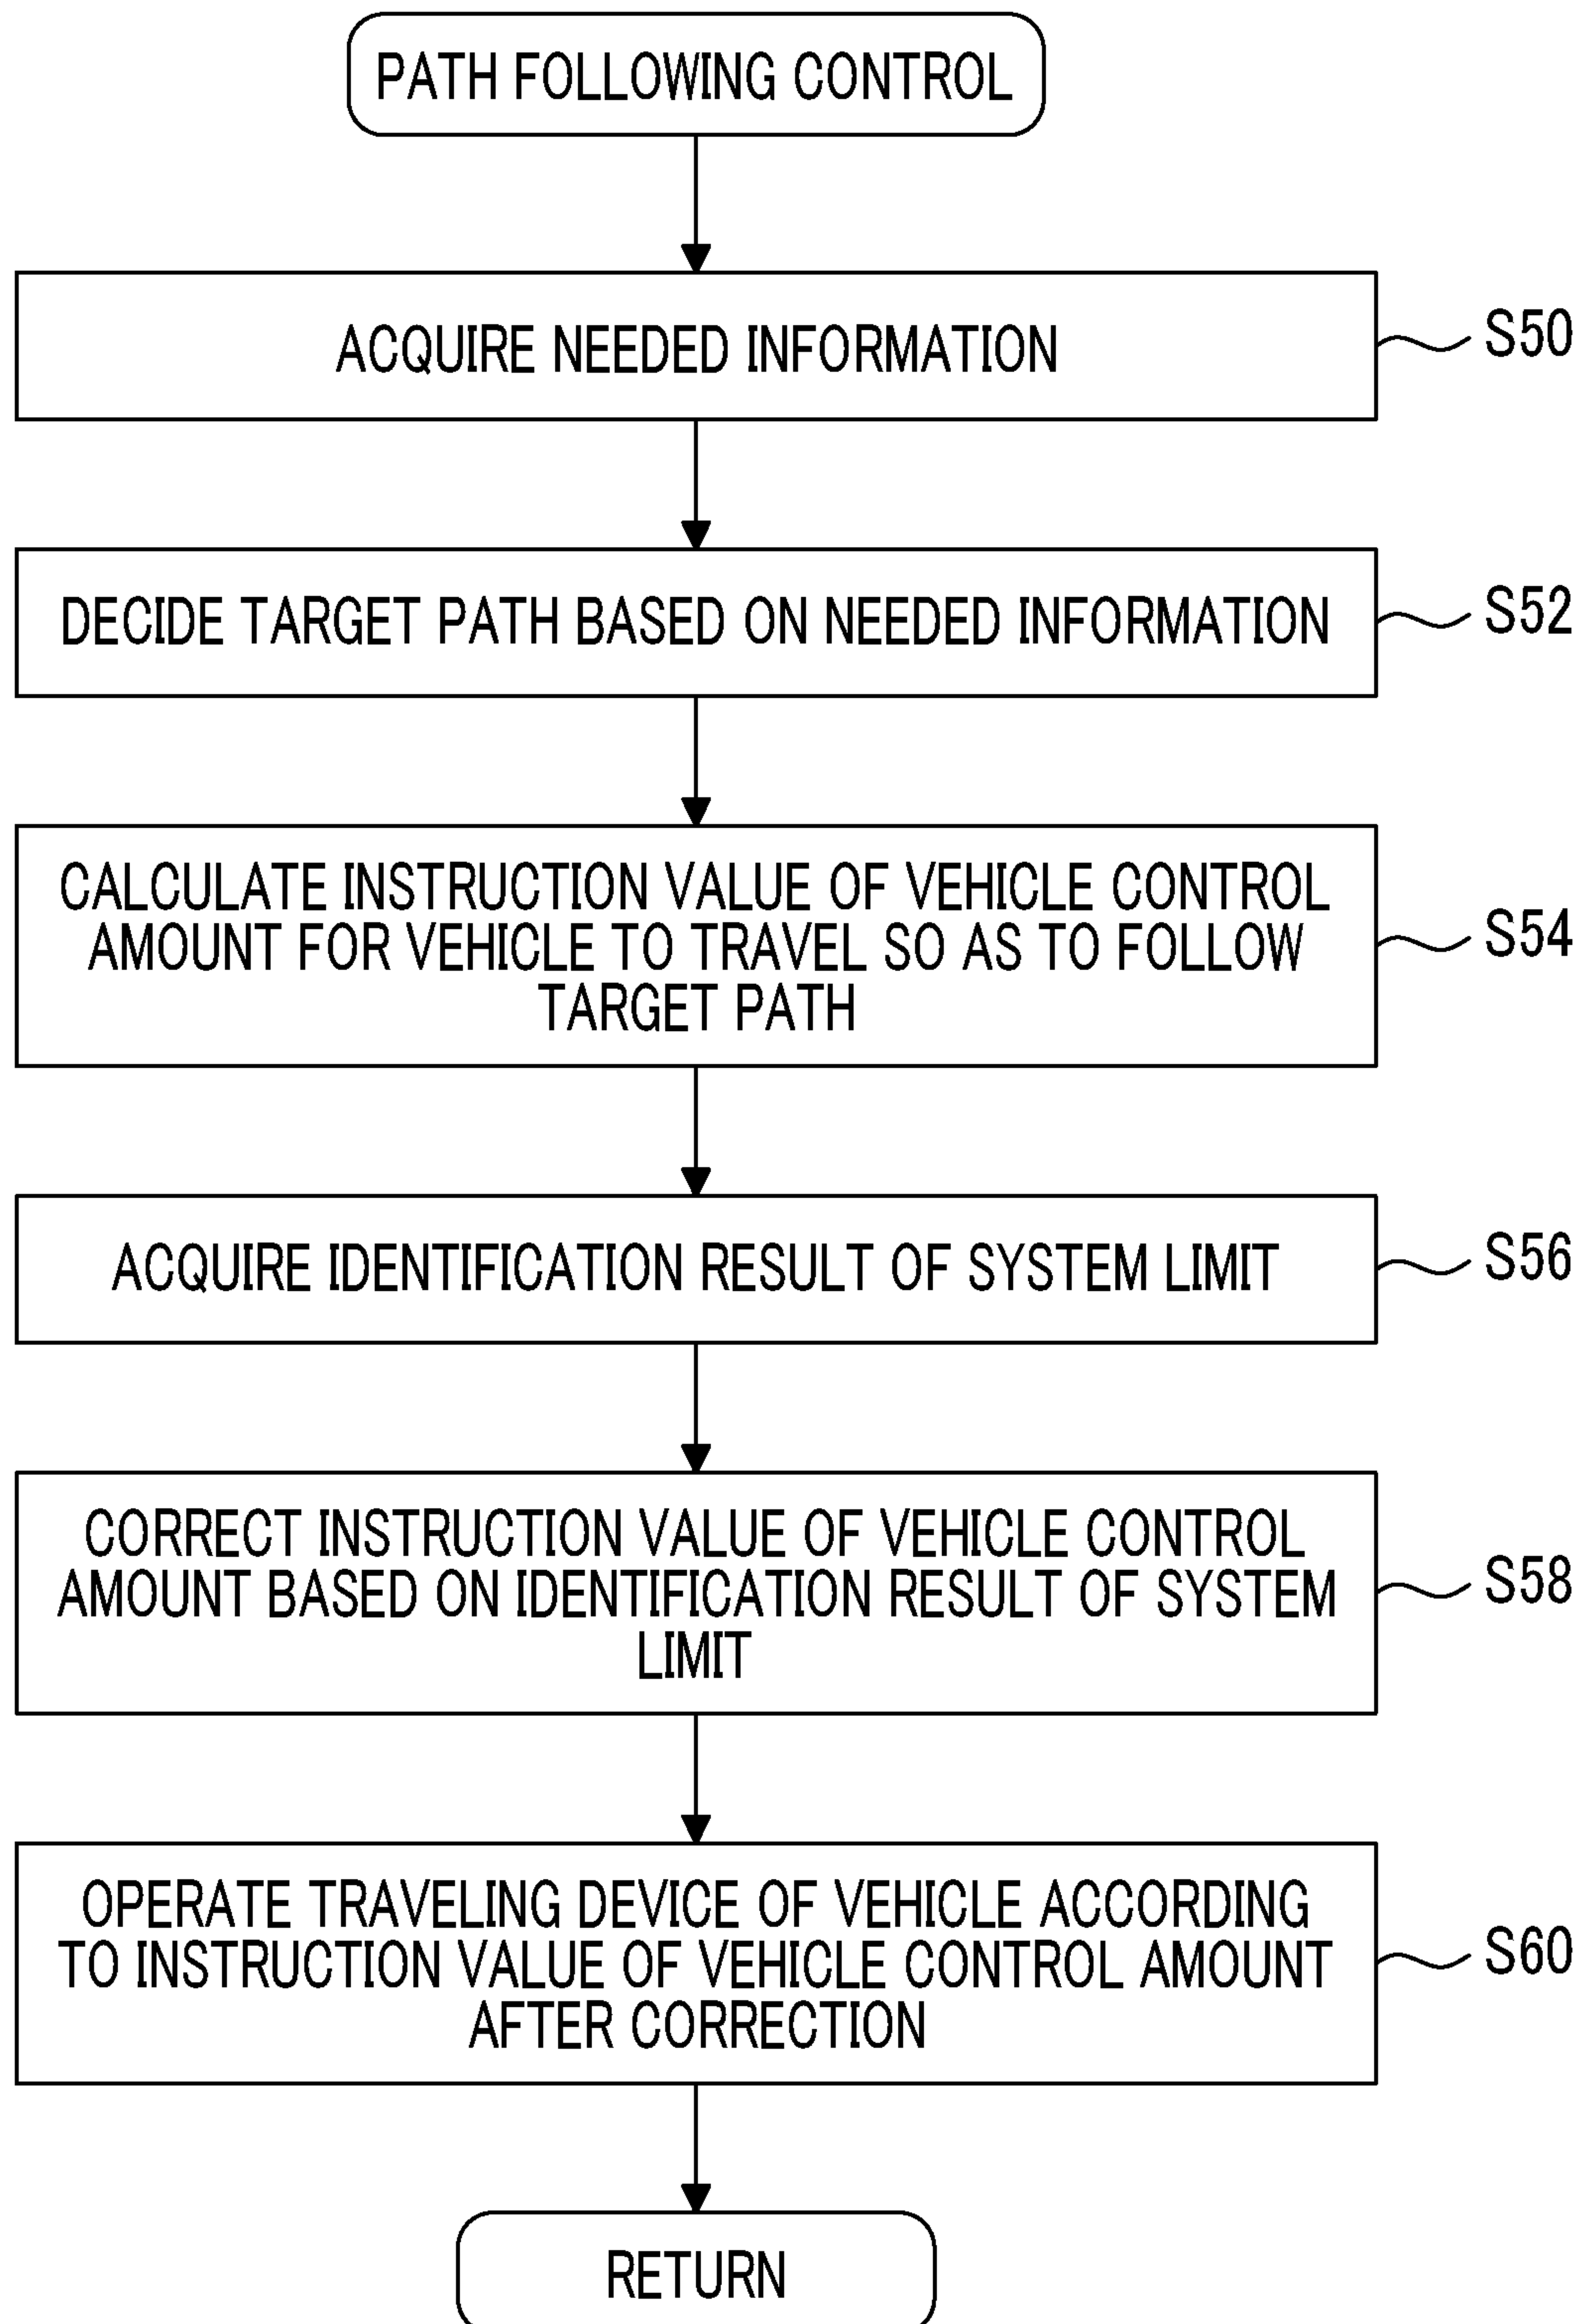 PATH FOLLOWING CONTROL
ACQUIRE NEEDED INFORMATION
S50
DECIDE TARGET PATH BASED ON NEEDED INFORMATION
S52
CALCULATE INSTRUCTION VALUE OF VEHICLE CONTROL
AMOUNT FOR VEHICLE TO TRAVEL SO AS TO FOLLOW
TARGET PATH
S54
ACQUIRE IDENTIFICATION RESULT OF SYSTEM LIMIT
S56
CORRECT INSTRUCTION VALUE OF VEHICLE CONTROL
AMOUNT BASED ON IDENTIFICATION RESULT OF SYSTEM
LIMIT
S58
OPERATE TRAVELING DEVICE OF VEHICLE ACCORDING
TO INSTRUCTION VALUE OF VEHICLE CONTROL AMOUNT
AFTER CORRECTION
S60
RETURN